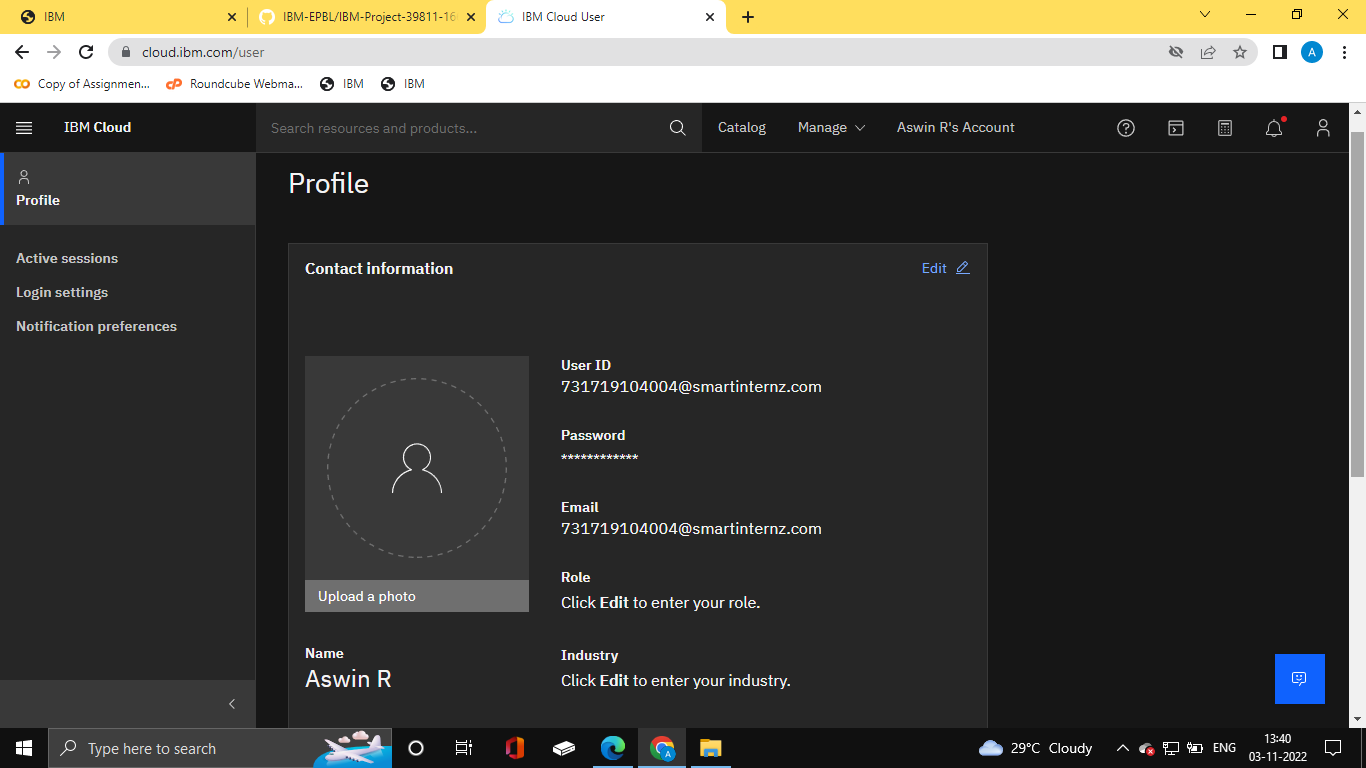 IBM
IBM-EPBL/IBM-Project-39811-16
IBM Cloud User
cloud.ibm.com/user
A
Copy of Assignmen...
Roundcube Webma...
IBM
IBM
IBM Cloud
Search resources and products...
Catalog
Manage
Aswin R's Account
Profile
Active sessions
Login settings
Notification preferences
Profile
Contact information
Edit
Upload a photo
Name
Aswin R
User ID
731719104004@smartinternz.com
Password
************
Email
731719104004@smartinternz.com
Role
Click Edit to enter your role.
Industry
Click Edit to enter your industry.
Type here to search
A
29°C Cloudy
ENG
13:40
03-11-2022